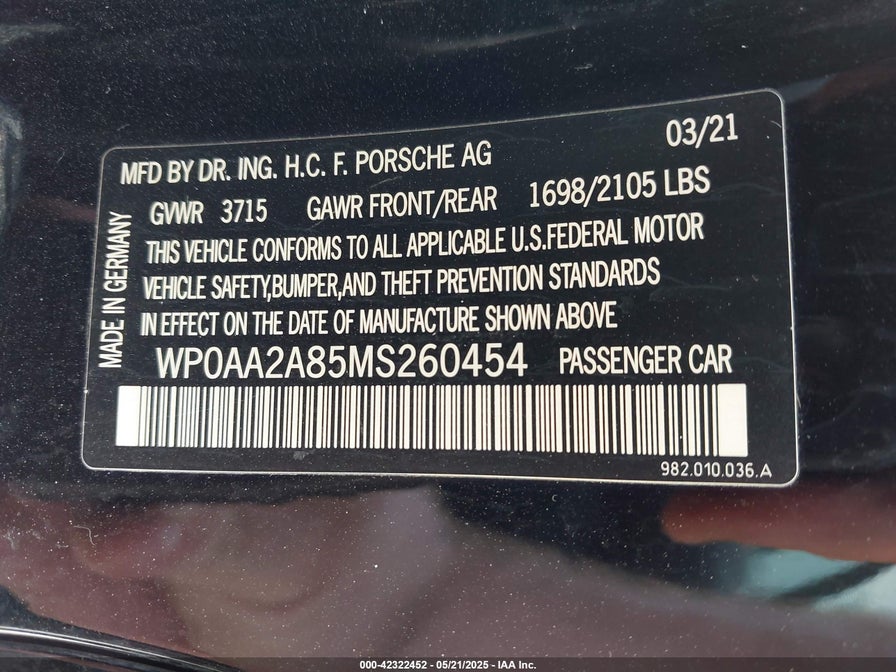 03/21
MFD BY DR. ING. H.C. F. PORSCHE AG
GVWR 3715 GAWR FRONT/REAR 1698/2105 LBS
THIS VEHICLE CONFORMS TO ALL APPLICABLE U.S.FEDERAL MOTOR
VEHICLE SAFETY,BUMPER,AND THEFT PREVENTION STANDARDS
IN EFFECT ON THE DATE OF MANUFACTURE SHOWN ABOVE
MADE IN GERMANY
WP0AA2A85MS260454 PASSENGER CAR
982.010.036.A
000-42322452 - 05/21/2025 - IAA Inc.